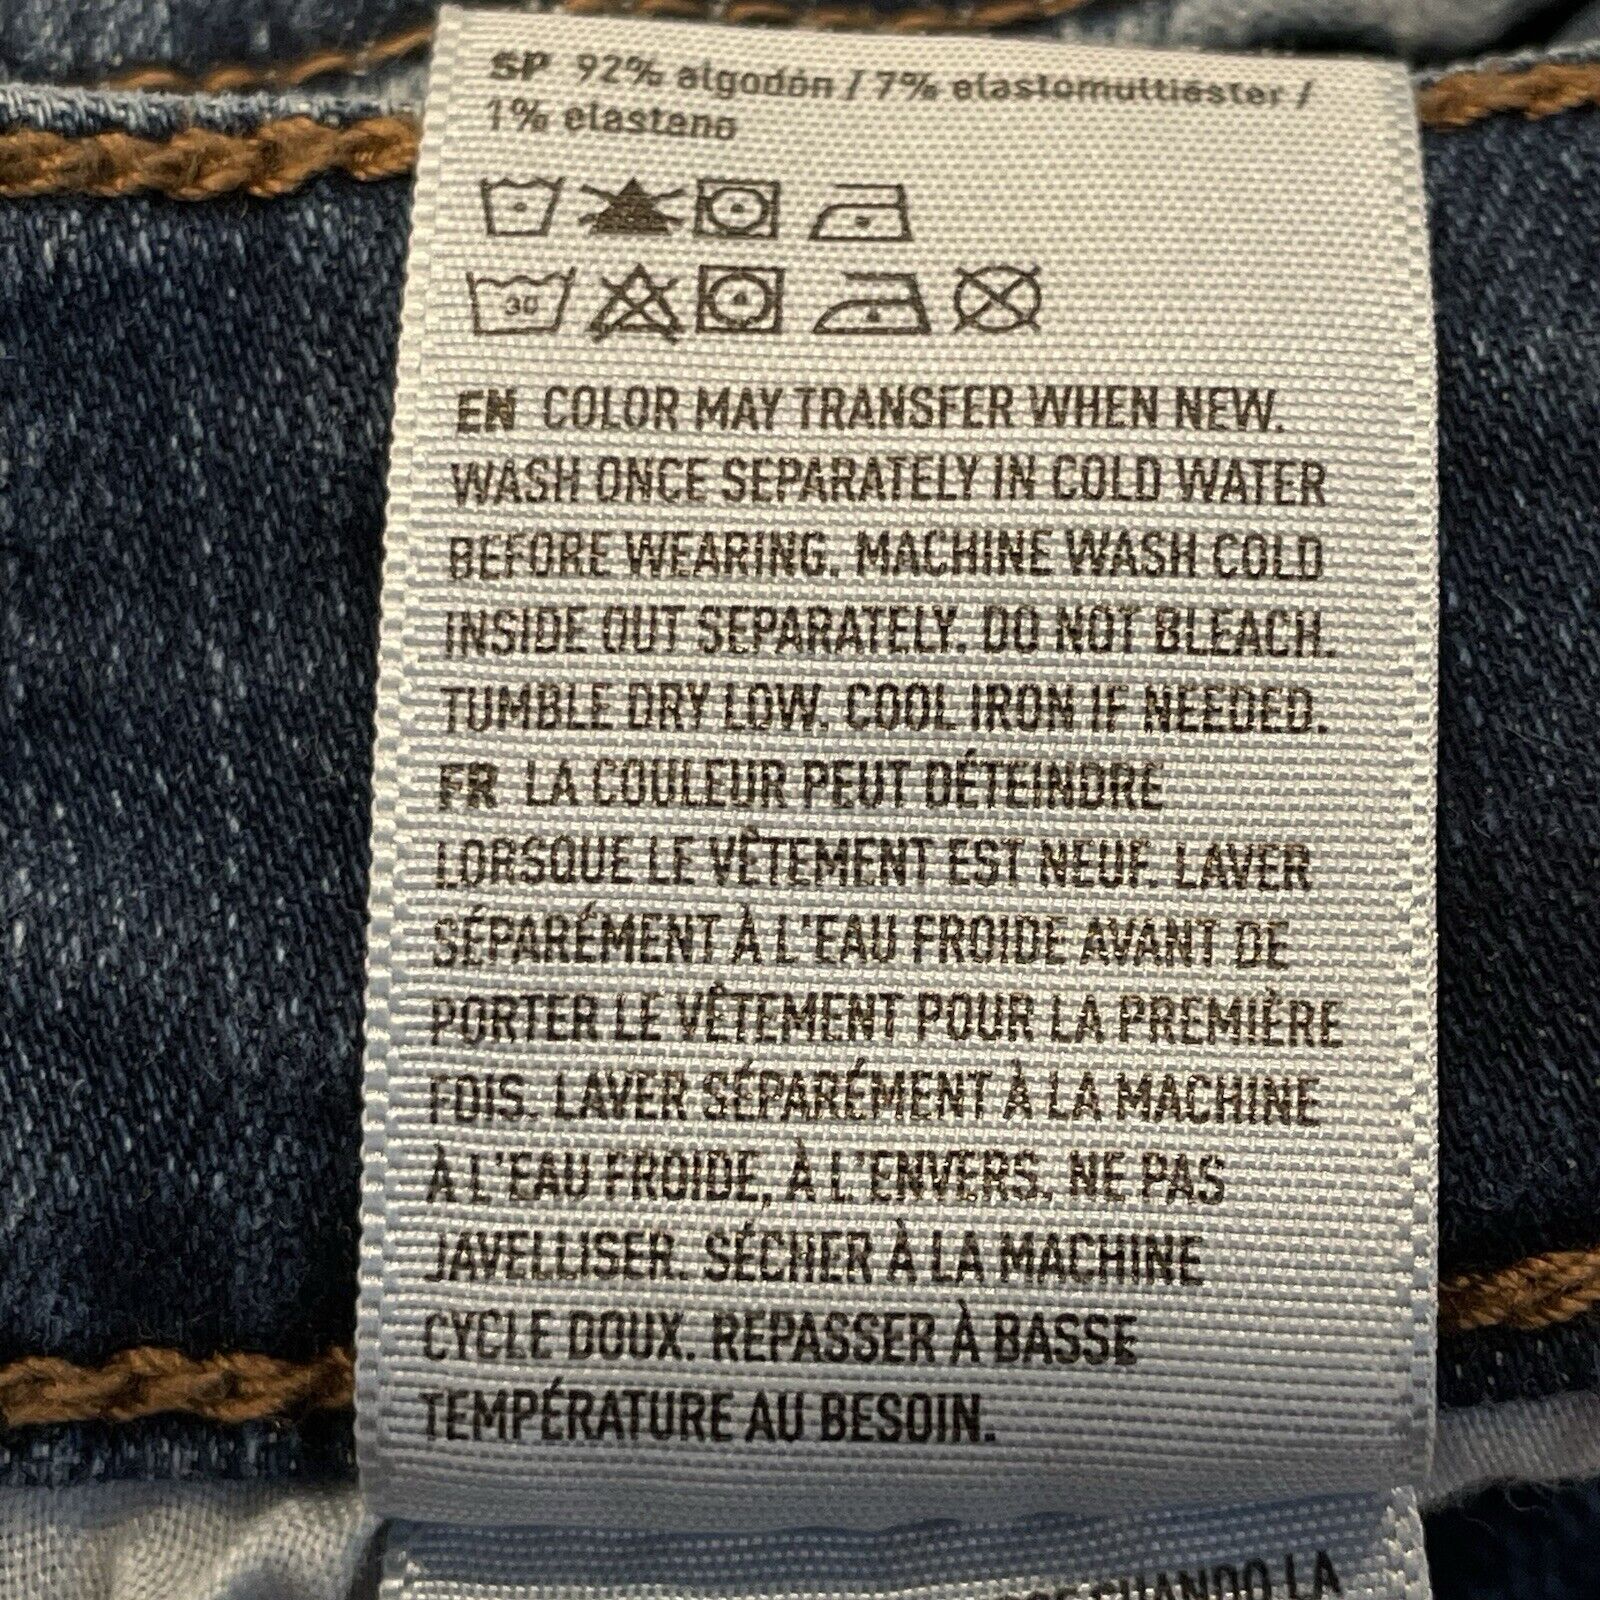 SP 92% algodón / 7% elastomultiéster /
1% elasteno
30
EN COLOR MAY TRANSFER WHEN NEW.
WASH ONCE SEPARATELY IN COLD WATER
BEFORE WEARING. MACHINE WASH COLD
INSIDE OUT SEPARATELY. DO NOT BLEACH.
TUMBLE DRY LOW. COOL IRON IF NEEDED.
FR LA COULEUR PEUT DÉTEINDRE
LORSQUE LE VÊTEMENT EST NEUF. LAVER
SÉPARÉMENT À L'EAU FROIDE AVANT DE
PORTER LE VÊTEMENT POUR LA PREMIÈRE
FOIS. LAVER SÉPARÉMENT À LA MACHINE
À L'EAU FROIDE, À L'ENVERS. NE PAS
JAVELLISER. SÉCHER À LA MACHINE
CYCLE DOUX. REPASSER À BASSE
TEMPÉRATURE AU BESOIN.
CUANDO LA